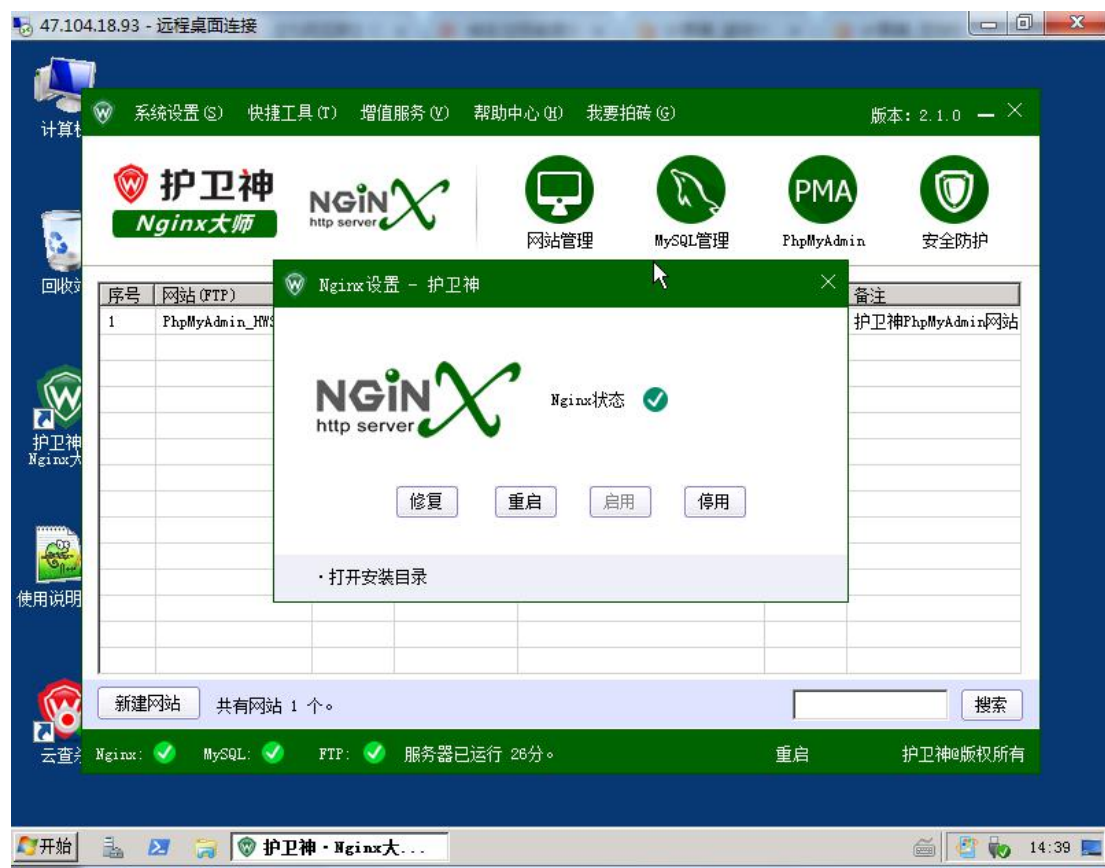 47.104.18.93 - 远程桌面连接
计算机
系统设置(S) 快捷工具(T) 增值服务(V) 帮助中心(H) 我要拍砖(G) 版本: 2.1.0
护卫神
Nginx大师
NGiNX
http server
网站管理 MySQL管理 PMA PhpMyAdmin 安全防护
回收站
序号 网站(FTP) 备注
1 PhpMyAdmin_HWS 护卫神PhpMyAdmin网站
Nginx设置 - 护卫神
NGiNX
http server
Nginx状态
修复 重启 启用 停用
·打开安装目录
护卫神
Nginx大
使用说明
新建网站 共有网站 1 个。 搜索
云查杀
Nginx: MySQL: FTP: 服务器已运行 26分。 重启 护卫神@版权所有
开始 护卫神·Nginx大... 14:39